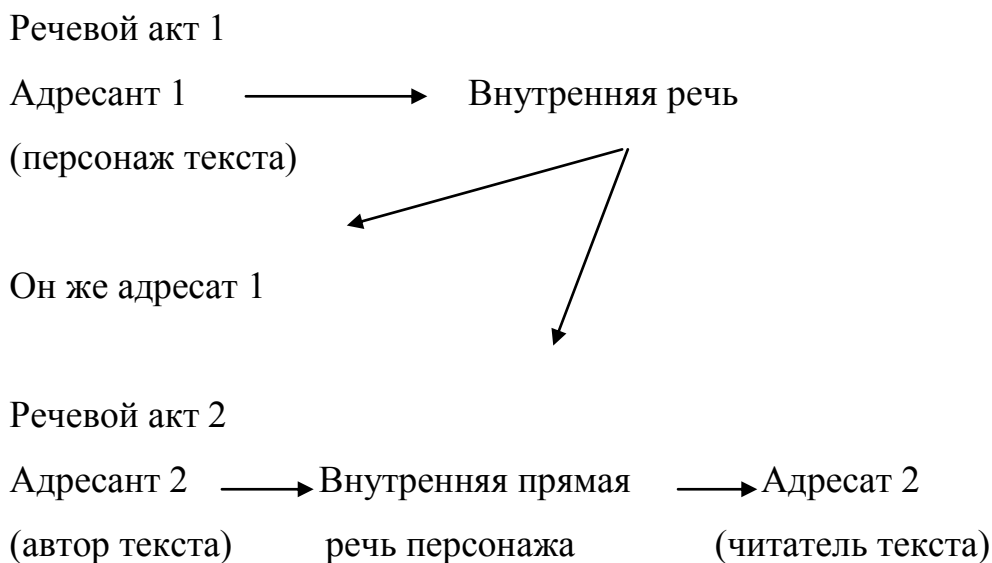 Речевой акт 1
Адресант 1 Внутренняя речь
(персонаж текста)
Он же адресат 1
Речевой акт 2
Адресант 2 Внутренняя прямая Адресат 2
(автор текста) речь персонажа (читатель текста)